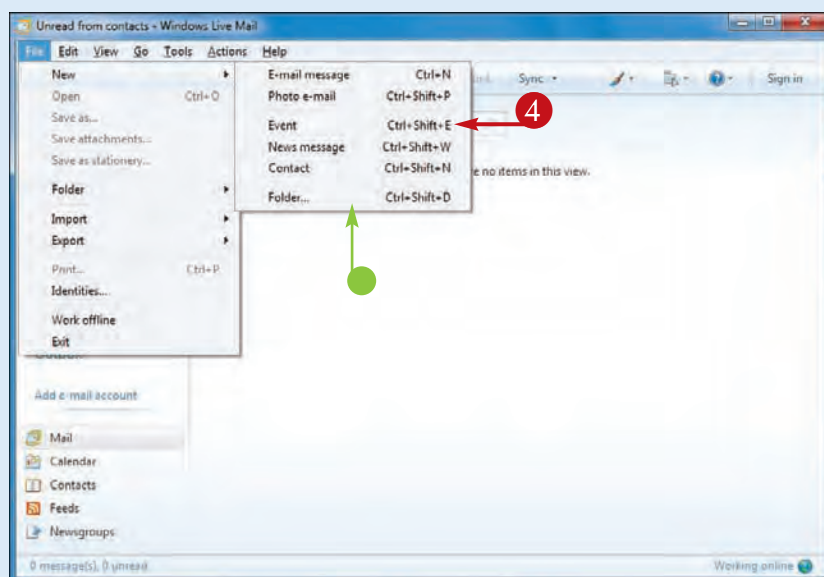 Unread from contacts - Windows Live Mail
File Edit View Go Tools Actions Help
Sync Sign in
New
Open Ctrl+O
Save as...
Save attachments...
Save as stationery...
Folder
Import
Export
Print... Ctrl+P
Identities...
Work offline
Exit
E-mail message Ctrl+N
Photo e-mail Ctrl+Shift+P
Event Ctrl+Shift+E
4
News message Ctrl+Shift+W
Contact Ctrl+Shift+N
Folder... Ctrl+Shift+D
e no items in this view.
Add e-mail account
Mail
Calendar
Contacts
Feeds
Newsgroups
0 message(s), 0 unread
Working online